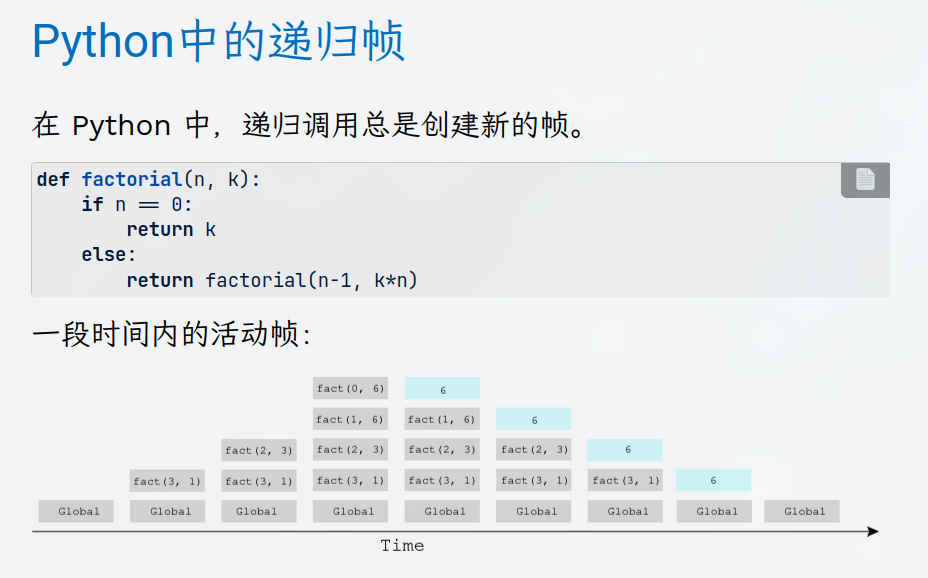 Python中的递归帧
在 Python 中，递归调用总是创建新的帧。
def factorial(n, k):
    if n == 0:
        return k
    else:
        return factorial(n-1, k*n)
一段时间内的活动帧：
fact(0, 6) 6
fact(1, 6) fact(1, 6) 6
fact(2, 3) fact(2, 3) fact(2, 3) fact(2, 3) 6
fact(3, 1) fact(3, 1) fact(3, 1) fact(3, 1) fact(3, 1) fact(3, 1) 6
Global Global Global Global Global Global Global Global Global
Time